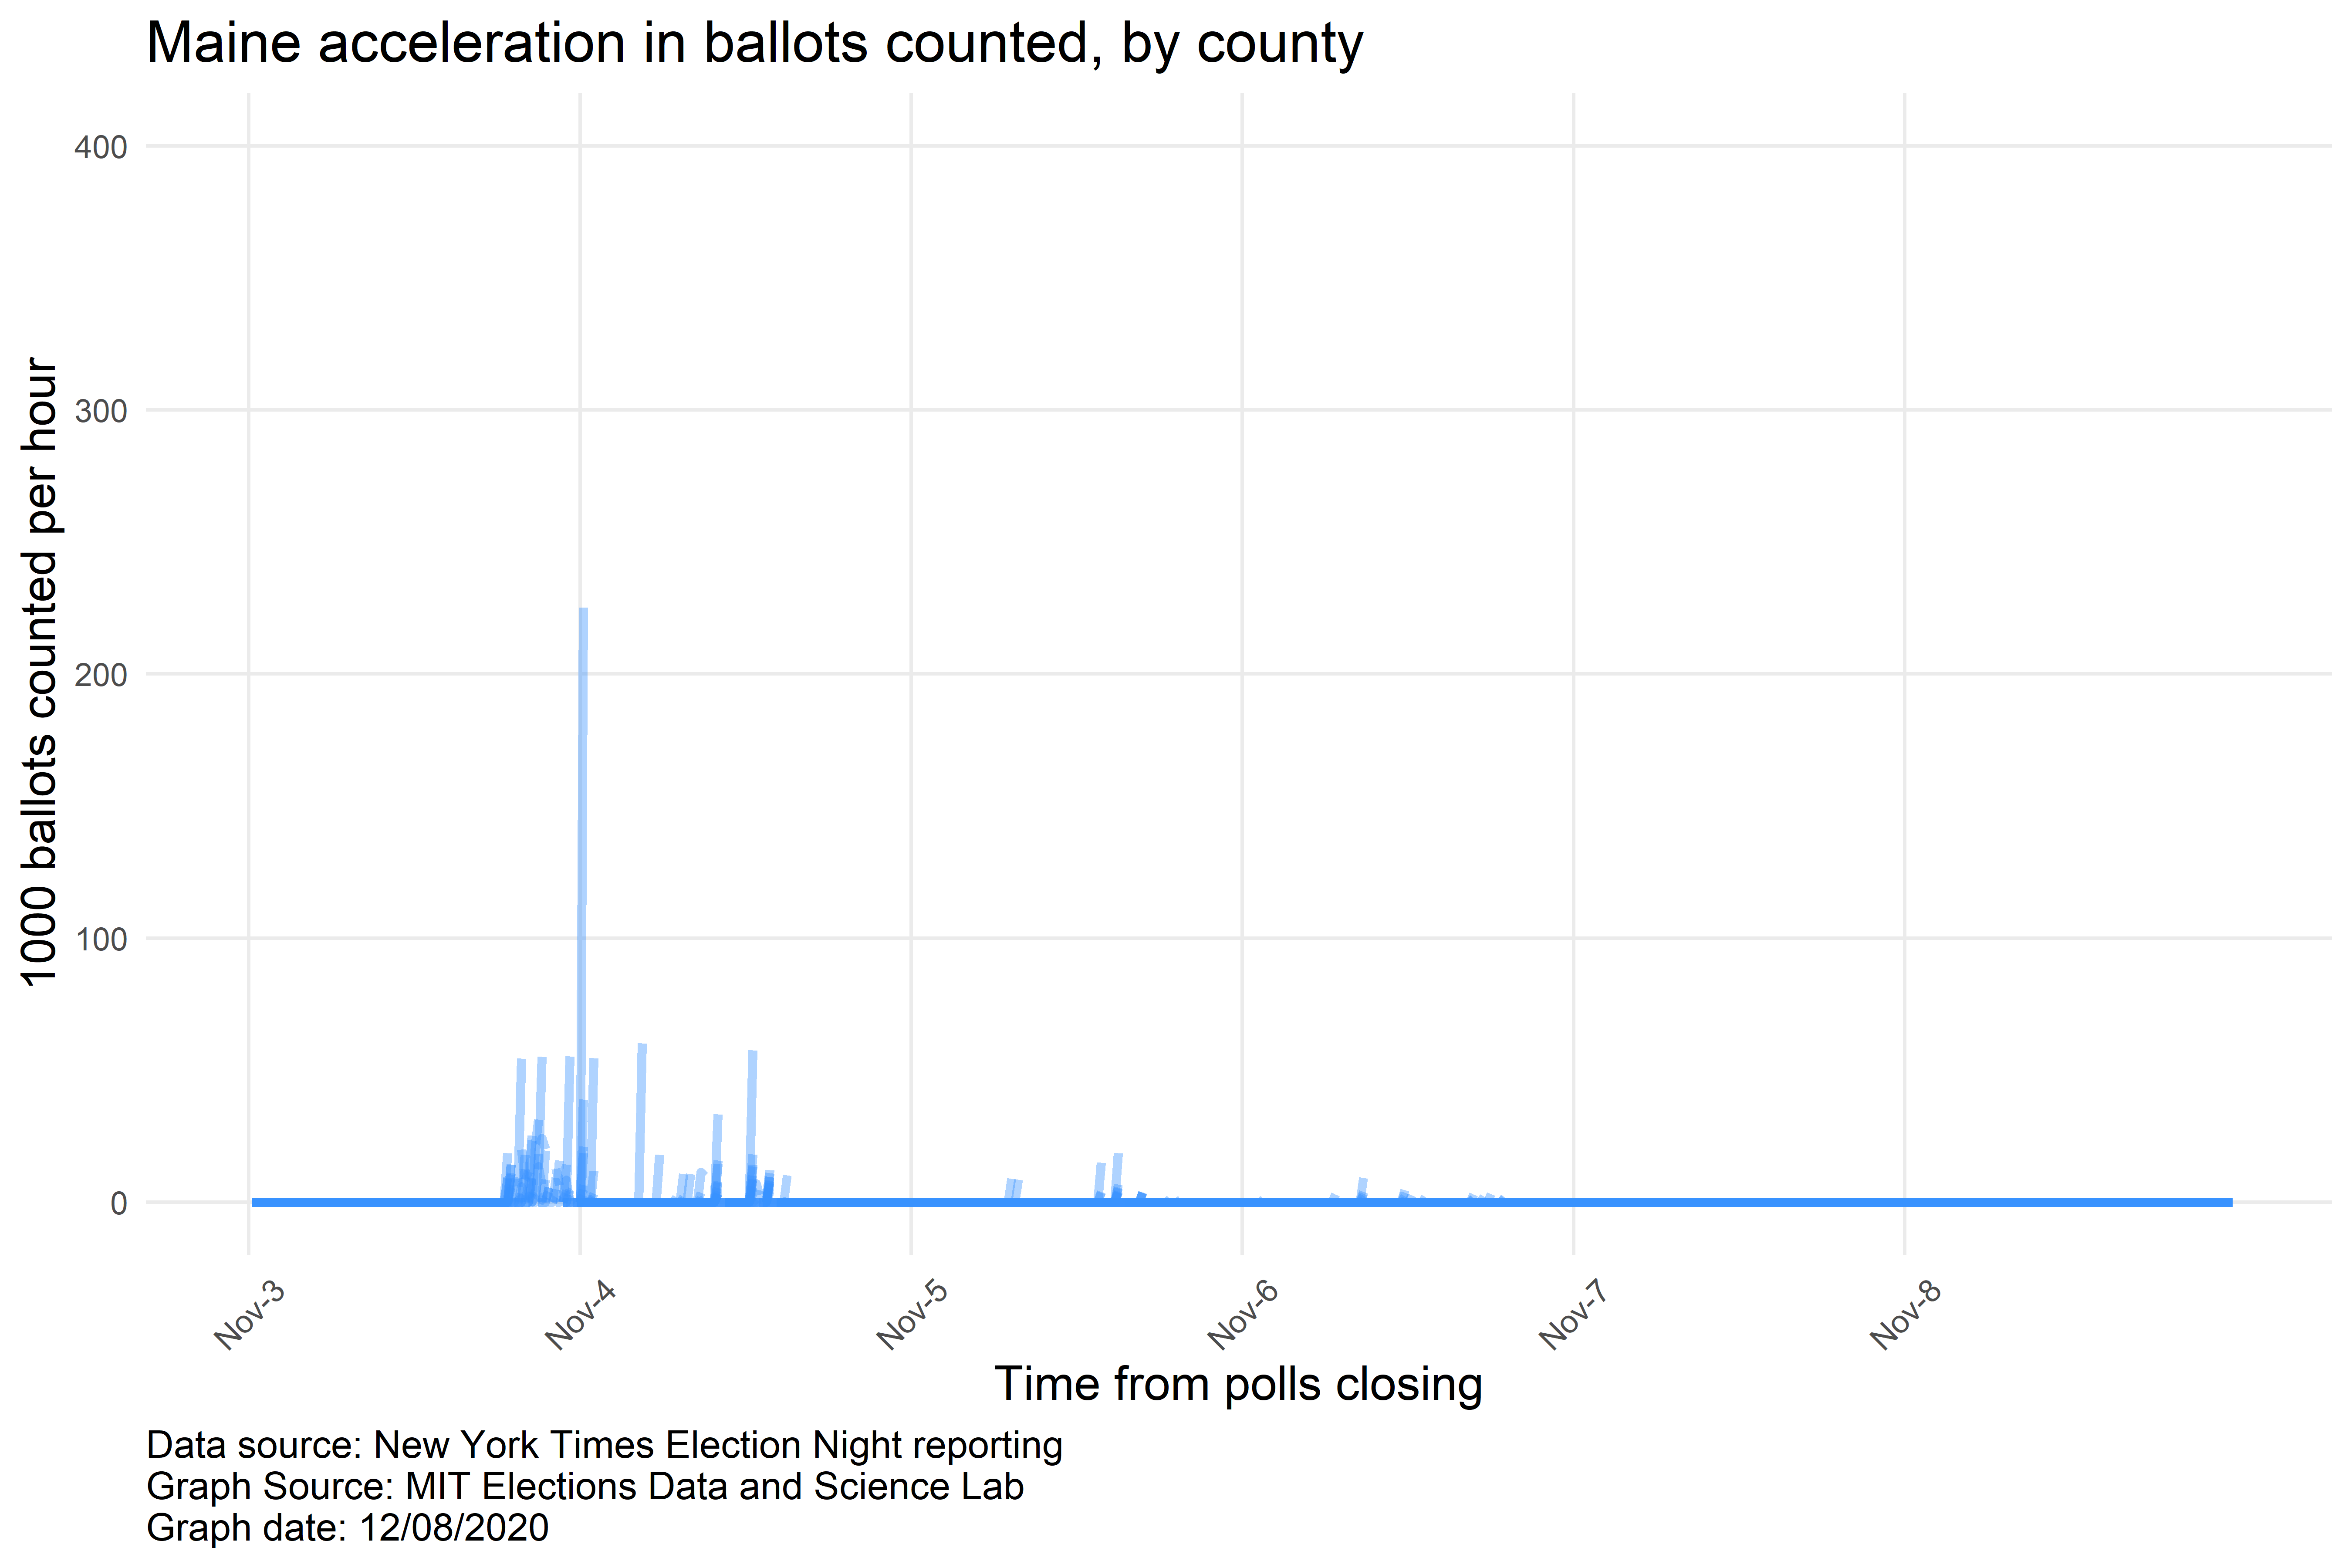 Maine acceleration in ballots counted, by county
1000 ballots counted per hour
400
300
200
100
0
Nov-3
Nov-4
Nov-5
Nov-6
Nov-7
Nov-8
Time from polls closing
Data source: New York Times Election Night reporting
Graph Source: MIT Elections Data and Science Lab
Graph date: 12/08/2020